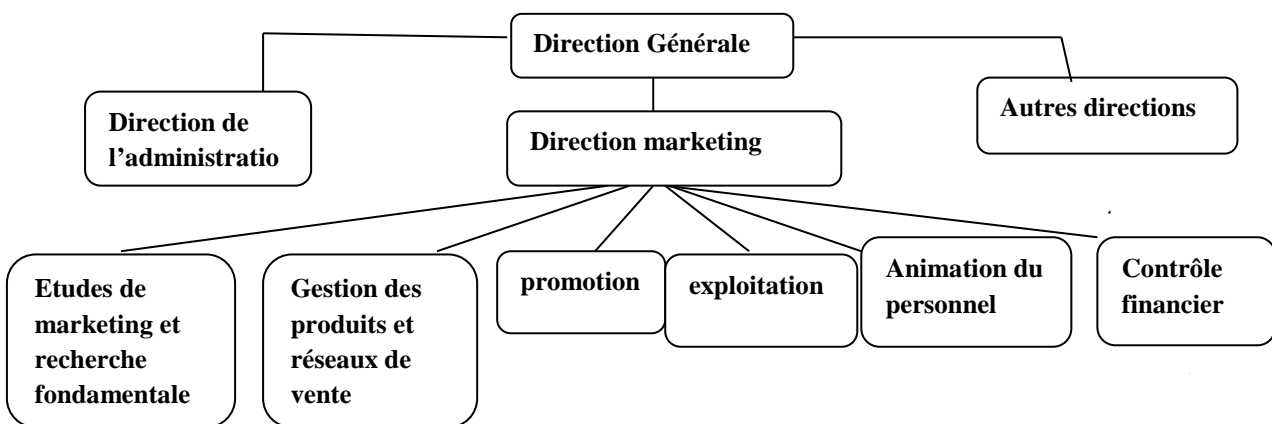 Direction Générale
Direction de
l’administratio
Direction marketing
Autres directions
Etudes de
marketing et
recherche
fondamentale
Gestion des
produits et
réseaux de
vente
promotion
exploitation
Animation du
personnel
Contrôle
financier